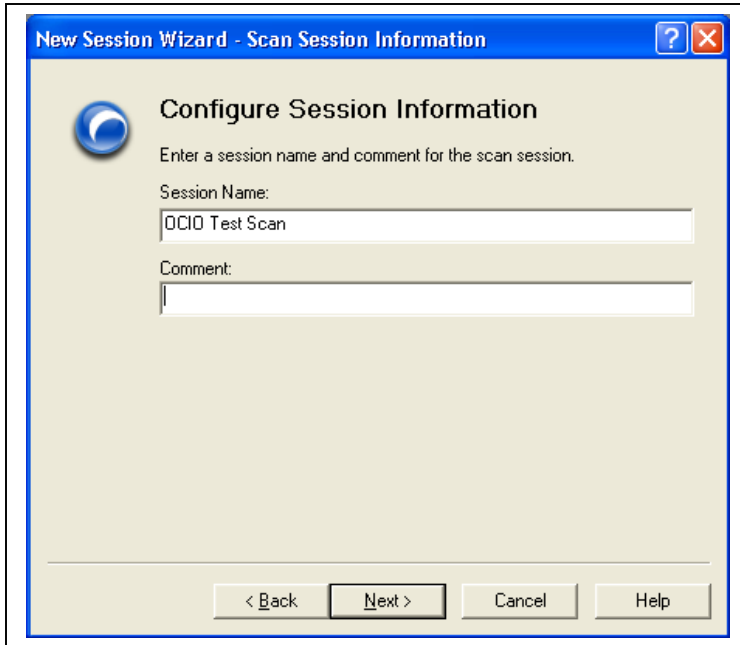 New Session Wizard - Scan Session Information
Configure Session Information
Enter a session name and comment for the scan session.
Session Name:
OCIO Test Scan
Comment:
< Back Next > Cancel Help